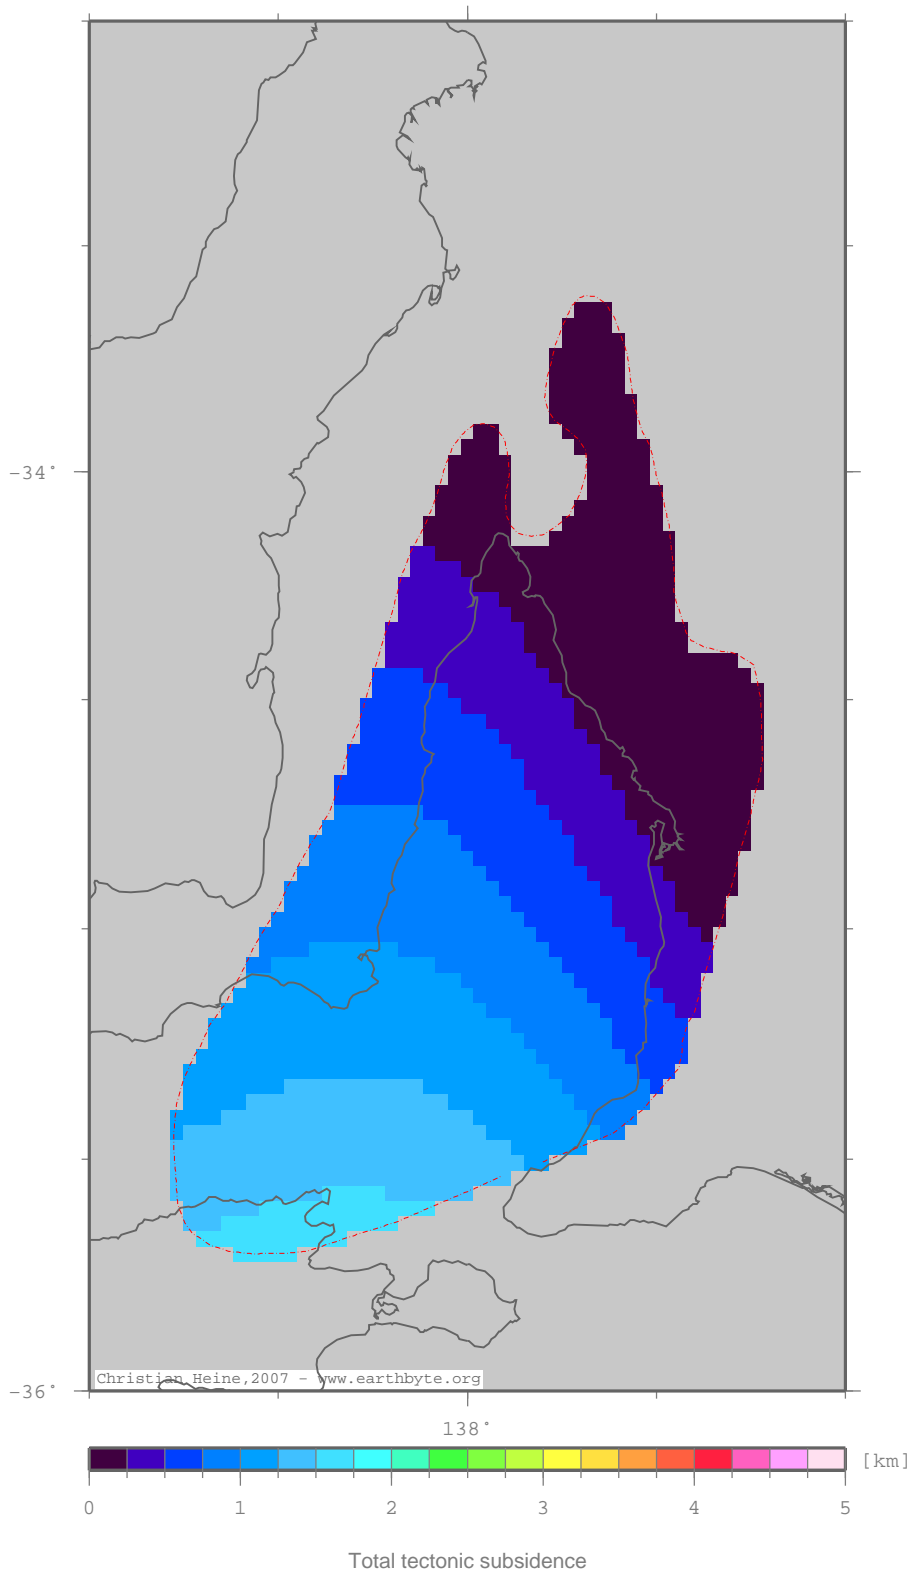 -34°
Christian Heine,2007 - www.earthbyte.org
-36°
138°
[km]
0 1 2 3 4 5
Total tectonic subsidence